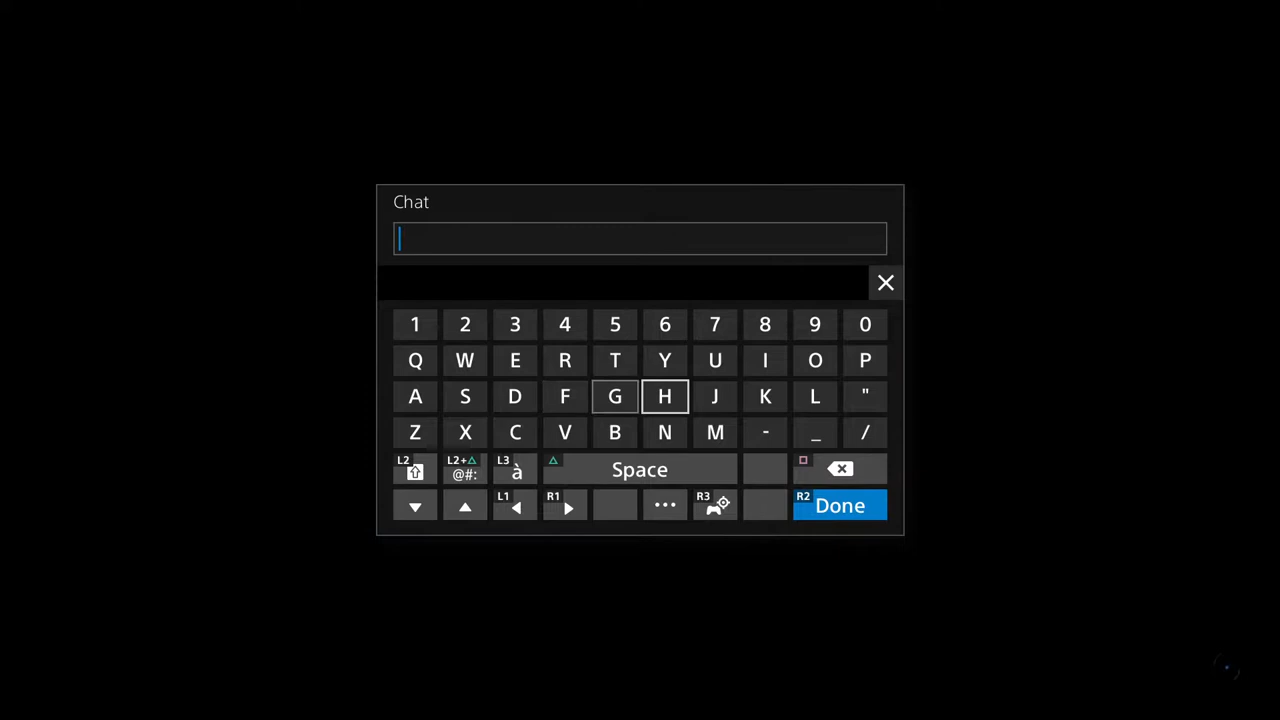 Chat
1 2 3 4 5 6 7 8 9 0
Q W E R T Y U I O P
A S D F G H J K L "
Z X C V B N M - _ /
L2 L2+△ @#: L3 à △ Space
L1 R1 ... R3 R2 Done